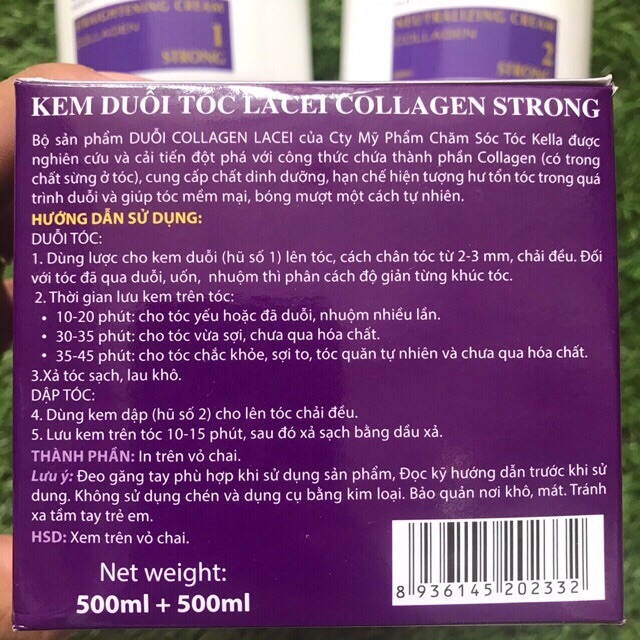 STRAIGHTENING CREAM
COLLAGEN
1
STRONG
NEUTRALIZING CREAM
COLLAGEN
2
STRONG
KEM DUỖI TÓC LACEI COLLAGEN STRONG
Bộ sản phẩm DUỖI COLLAGEN LACEI của Cty Mỹ Phẩm Chăm Sóc Tóc Kella được
nghiên cứu và cải tiến đột phá với công thức chứa thành phần Collagen (có trong
chất sừng ở tóc), cung cấp chất dinh dưỡng, hạn chế hiện tượng hư tổn tóc trong quá
trình duỗi và giúp tóc mềm mại, bóng mượt một cách tự nhiên.
HƯỚNG DẪN SỬ DỤNG:
DUỖI TÓC:
1. Dùng lược cho kem duỗi (hũ số 1) lên tóc, cách chân tóc từ 2-3 mm, chải đều. Đối
với tóc đã qua duỗi, uốn, nhuộm thì phân cách độ giản từng khúc tóc.
2. Thời gian lưu kem trên tóc:
• 10-20 phút: cho tóc yếu hoặc đã duỗi, nhuộm nhiều lần.
• 30-35 phút: cho tóc vừa sợi, chưa qua hóa chất.
• 35-45 phút: cho tóc chắc khỏe, sợi to, tóc quăn tự nhiên và chưa qua hóa chất.
3.Xả tóc sạch, lau khô.
DẬP TÓC:
4. Dùng kem dập (hũ số 2) cho lên tóc chải đều.
5. Lưu kem trên tóc 10-15 phút, sau đó xả sạch bằng dầu xả.
THÀNH PHẦN: In trên vỏ chai.
Lưu ý: Đeo găng tay phù hợp khi sử dụng sản phẩm, Đọc kỹ hướng dẫn trước khi sử
dung. Không sử dụng chén và dụng cụ bằng kim loại. Bảo quản nơi khô, mát. Tránh
xa tầm tay trẻ em.
HSD: Xem trên vỏ chai.
Net weight:
500ml + 500ml
8 936145 202332